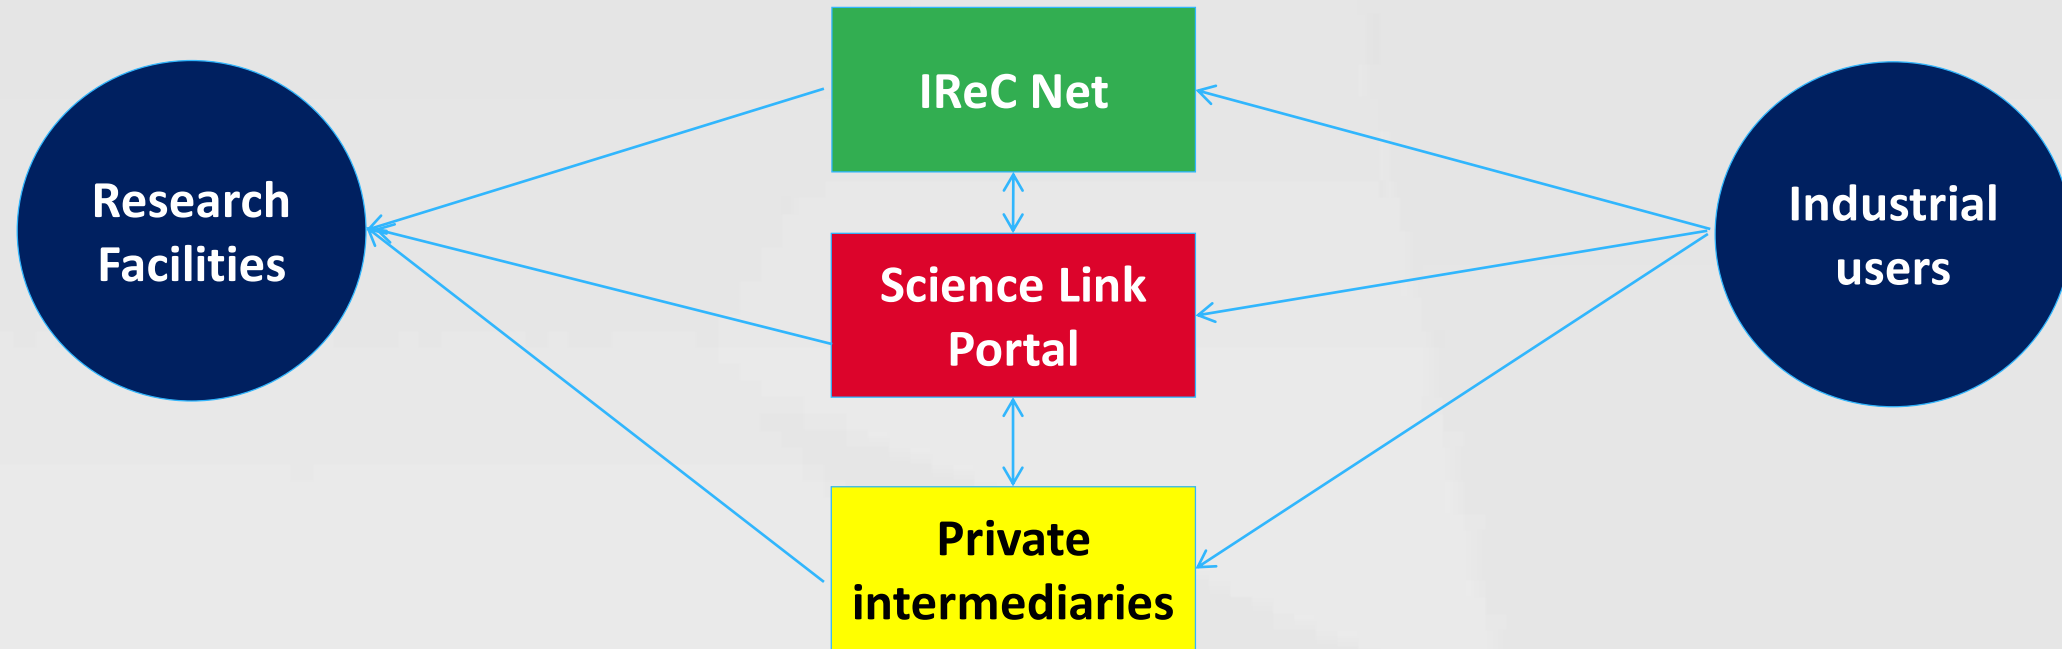 IReC Net
Research
Facilities
Science Link
Portal
Industrial
users
Private
intermediaries